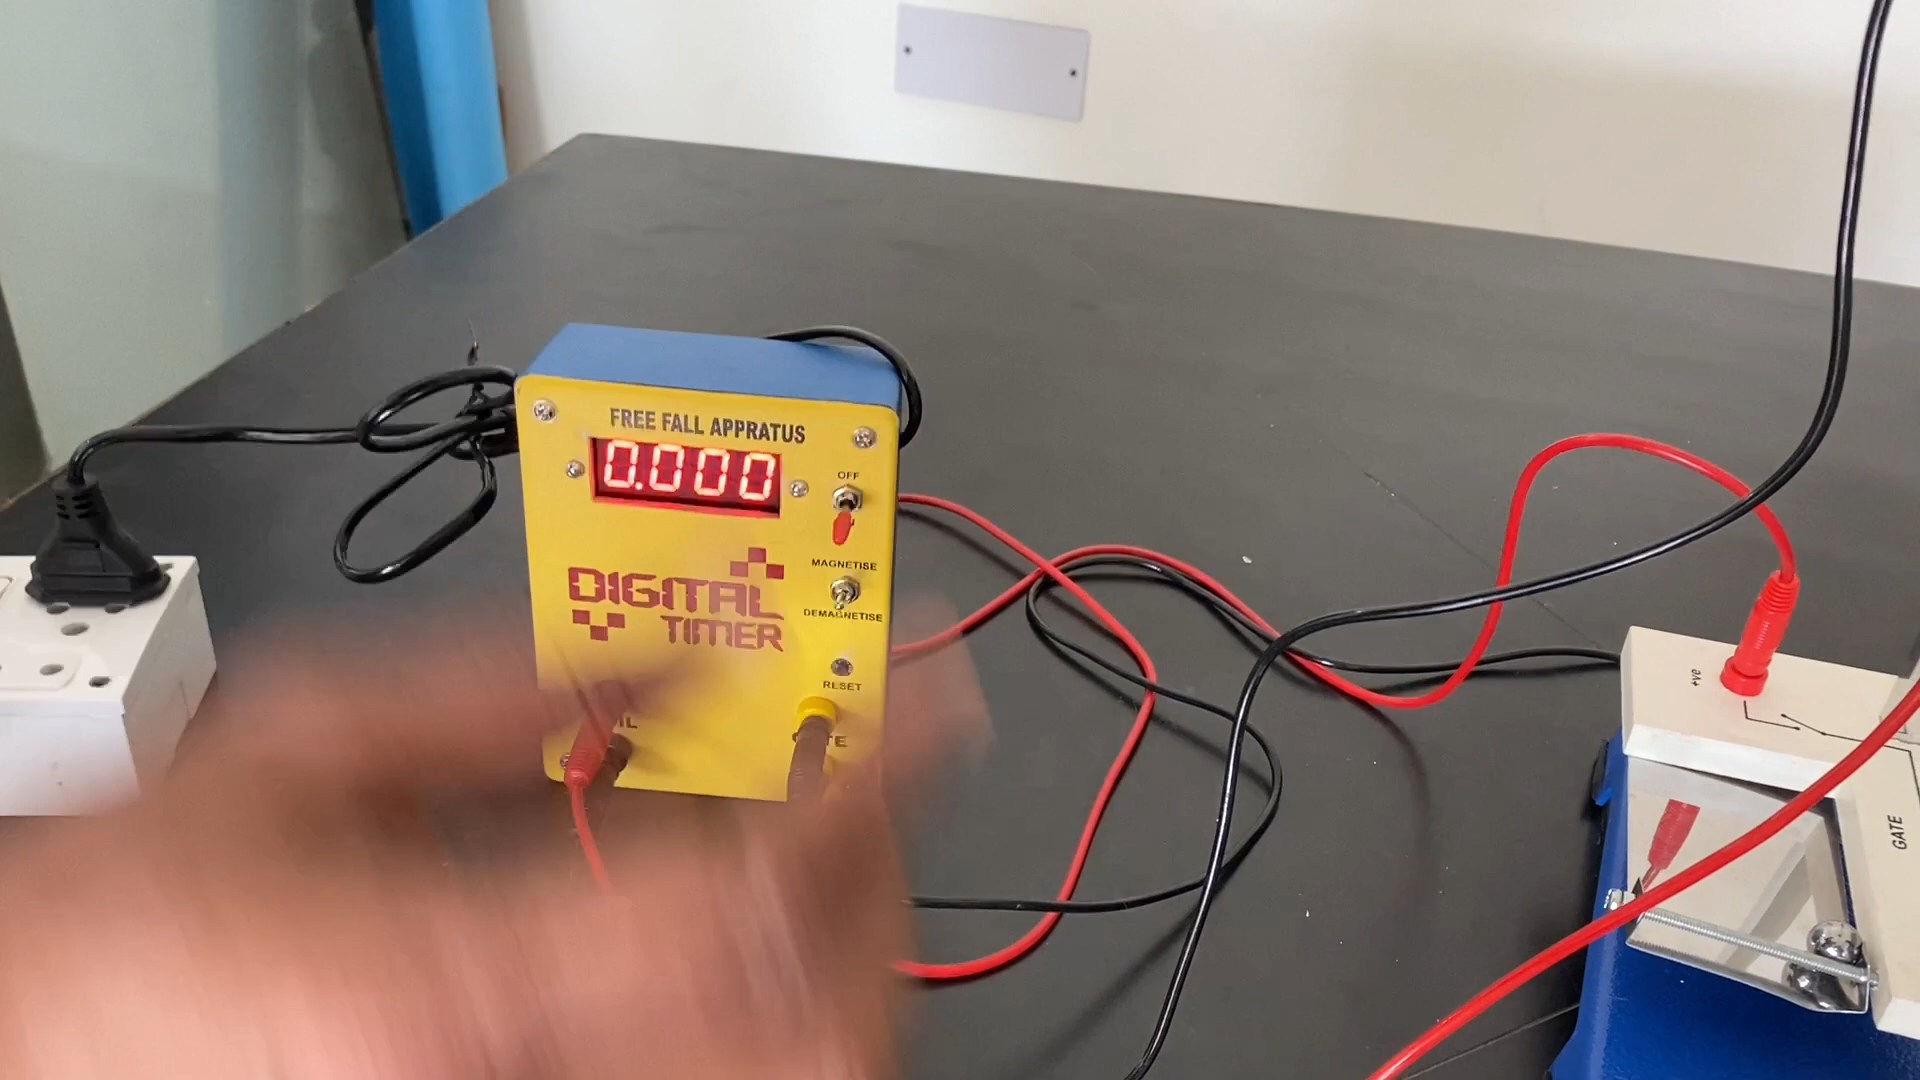 FREE FALL APPRATUS
0.000
OFF
MAGNETISE
DEMAGNETISE
DIGITAL
TIMER
RESET
+ve
GATE